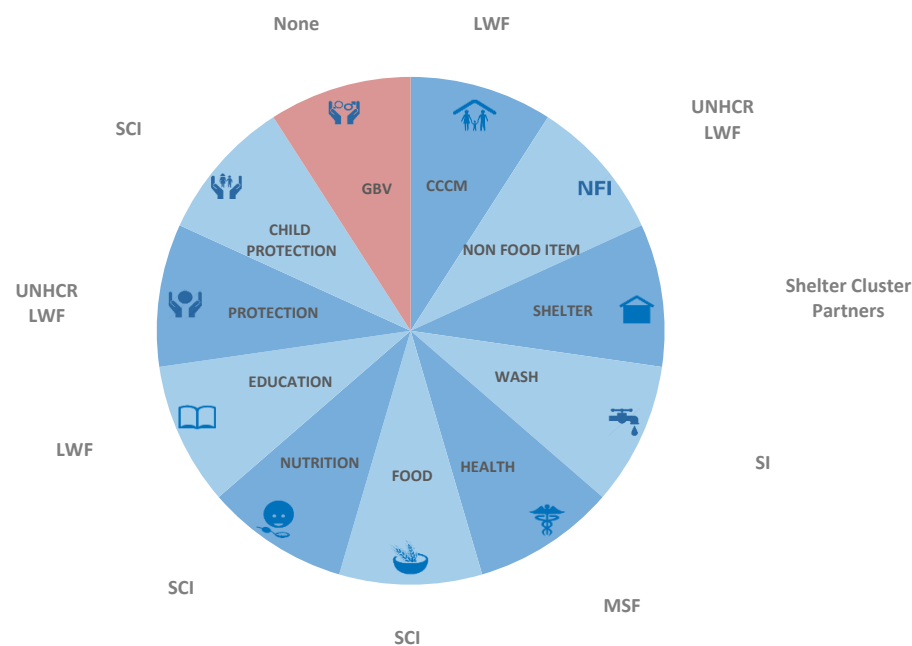 None
LWF
SCI
UNHCR
LWF
GBV
CCCM
NFI
CHILD
PROTECTION
NON FOOD ITEM
UNHCR
LWF
PROTECTION
SHELTER
Shelter Cluster
Partners
EDUCATION
WASH
LWF
NUTRITION
FOOD
HEALTH
SI
SCI
MSF
SCI